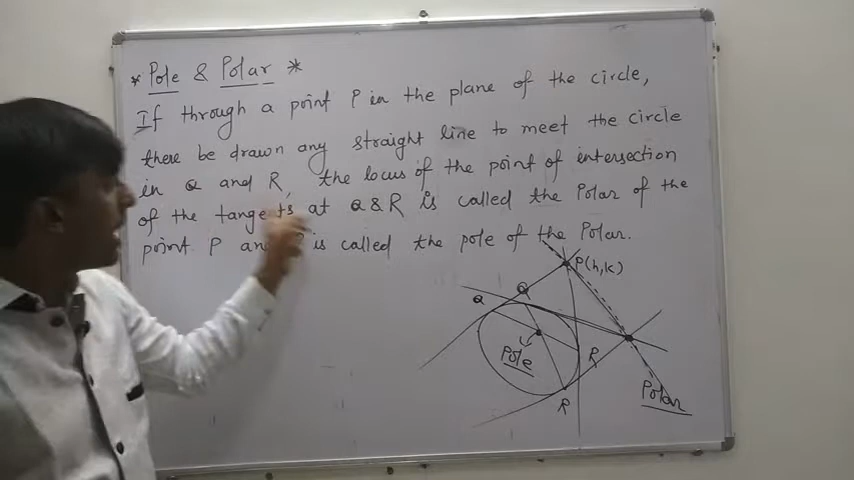 * Pole & Polar *
If through a point P in the plane of the circle,
there be drawn any straight line to meet the circle
in Q and R, the locus of the point of intersection
of the tangents at Q & R is called the Polar of the
point P and is called the pole of the Polar.
P(h,k)
Q
Q
Pole
R
Polar
R